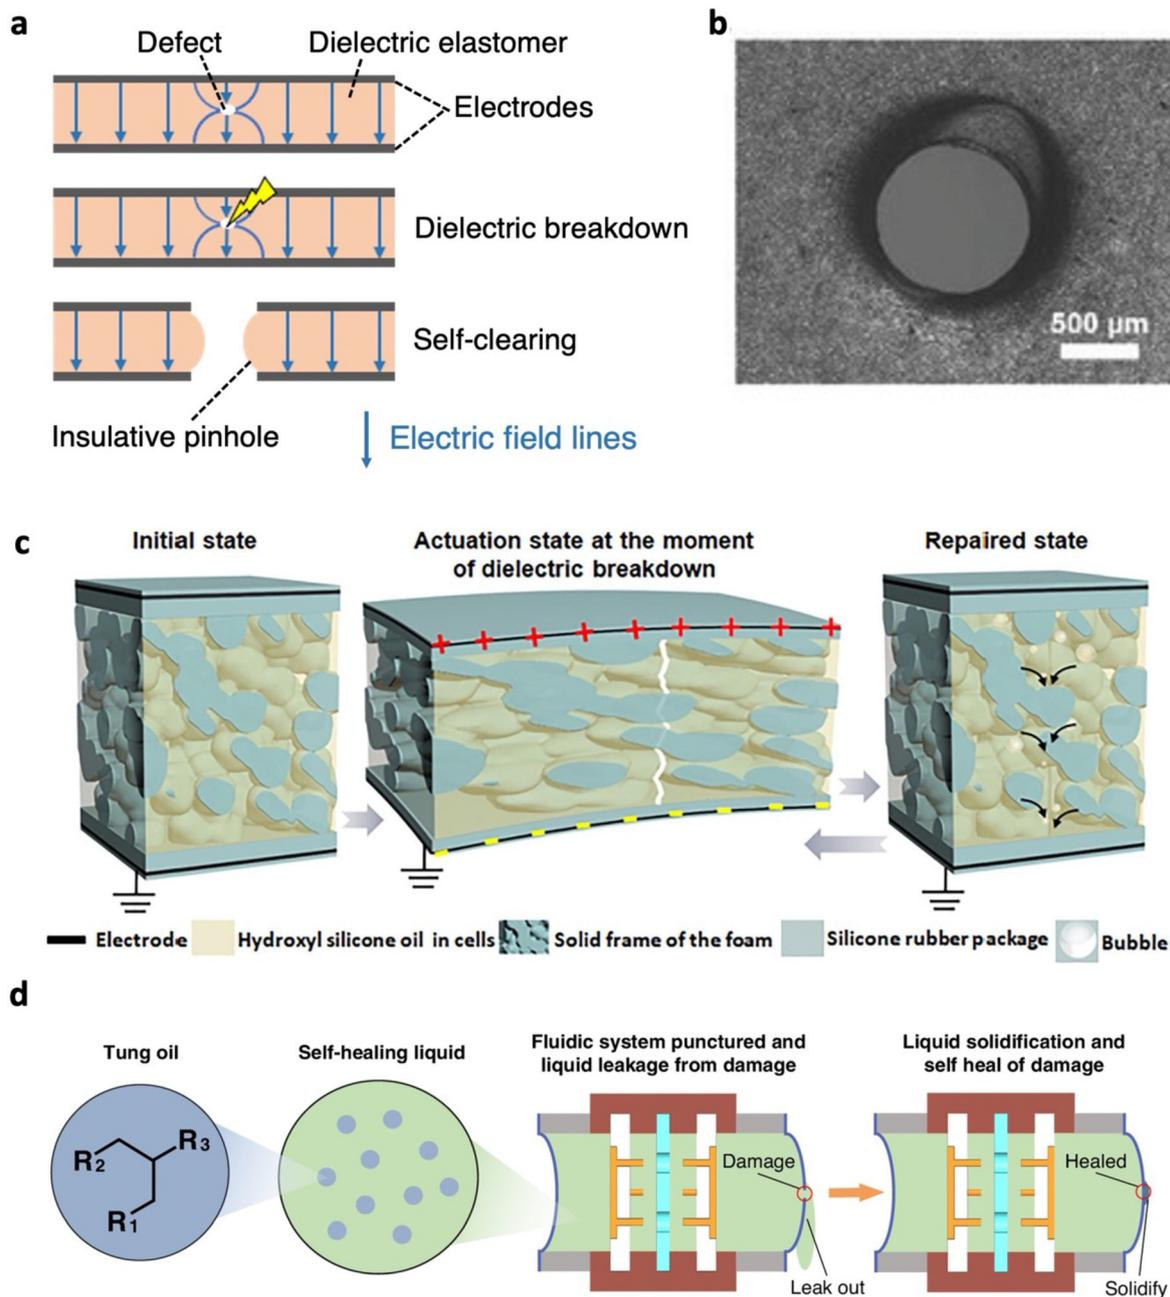 a
Defect
Dielectric elastomer
Electrodes
Dielectric breakdown
Self-clearing
Insulative pinhole
Electric field lines
b
500 µm
c
Initial state
Actuation state at the moment
of dielectric breakdown
Repaired state
Electrode
Hydroxyl silicone oil in cells
Solid frame of the foam
Silicone rubber package
Bubble
d
Tung oil
Self-healing liquid
Fluidic system punctured and
liquid leakage from damage
Liquid solidification and
self heal of damage
R2
R3
R1
Damage
Leak out
Healed
Solidify